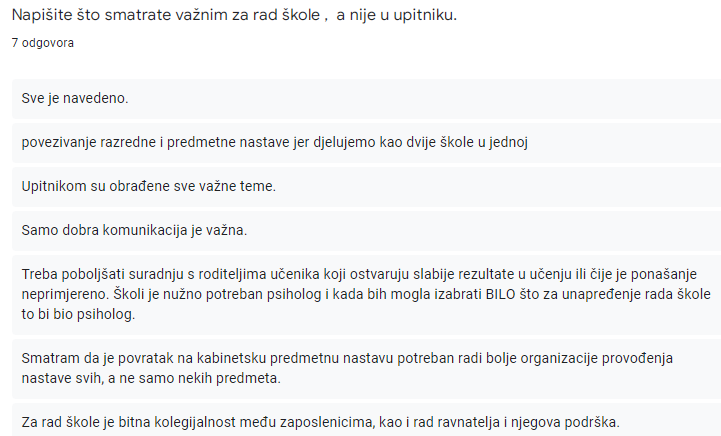 Napišite što smatrate važnim za rad škole ,  a nije u upitniku.
7 odgovora
Sve je navedeno.
povezivanje razredne i predmetne nastave jer djelujemo kao dvije škole u jednoj
Upitnikom su obrađene sve važne teme.
Samo dobra komunikacija je važna.
Treba poboljšati suradnju s roditeljima učenika koji ostvaruju slabije rezultate u učenju ili čije je ponašanje
neprimjereno. Školi je nužno potreban psiholog i kada bih mogla izabrati BILO što za unapređenje rada škole
to bi bio psiholog.
Smatram da je povratak na kabinetsku predmetnu nastavu potreban radi bolje organizacije provođenja
nastave svih, a ne samo nekih predmeta.
Za rad škole je bitna kolegijalnost među zaposlenicima, kao i rad ravnatelja i njegova podrška.